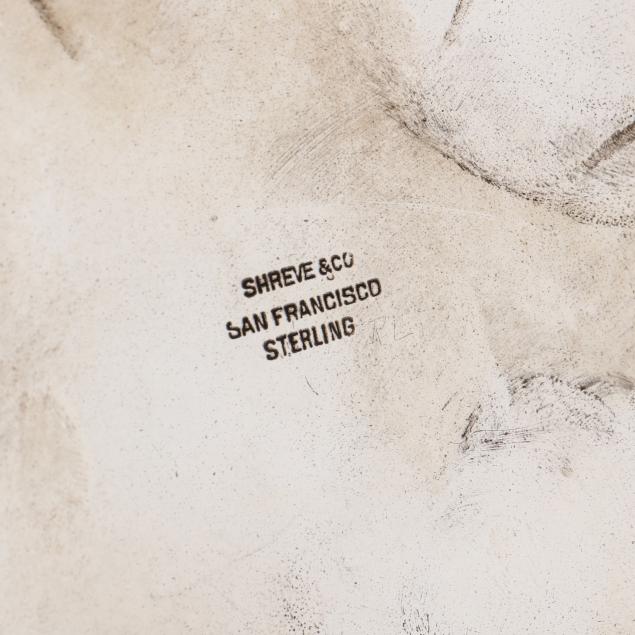 SHREVE & CO
SAN FRANCISCO
STERLING